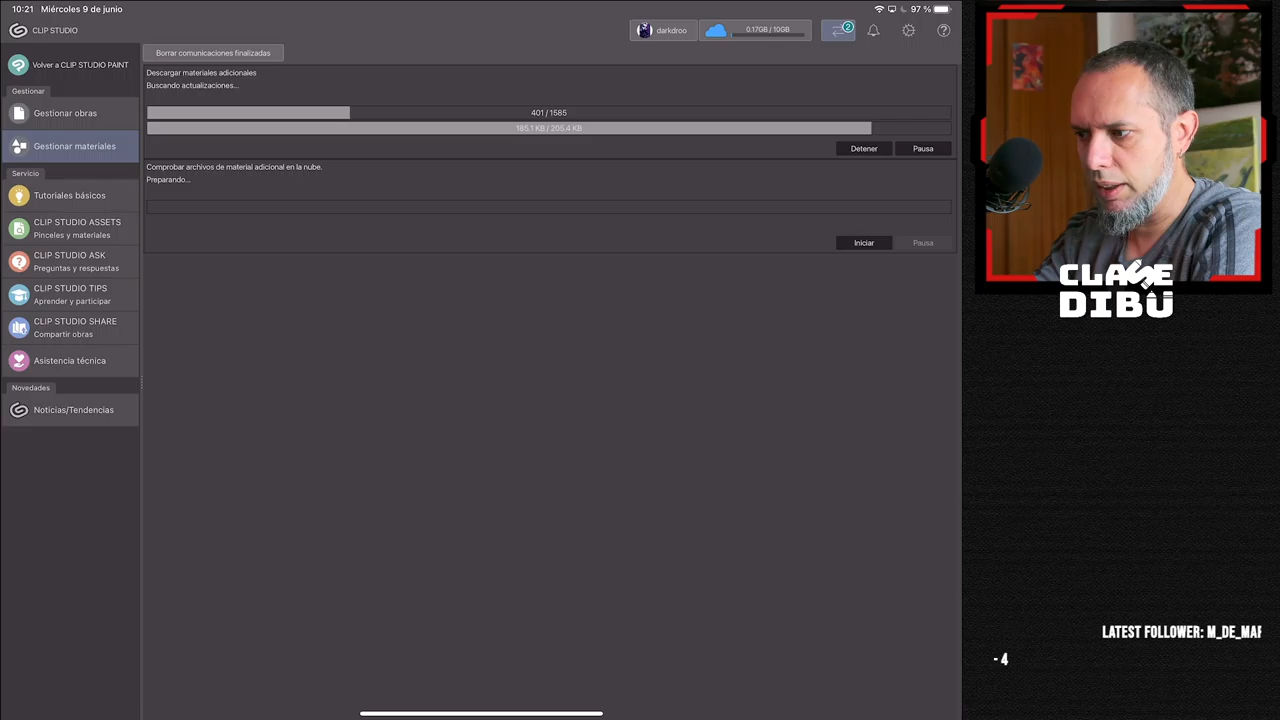 10:21 Miércoles 9 de junio
97 %
CLIP STUDIO
darkdroo
0.17GB / 10GB
2
Volver a CLIP STUDIO PAINT
Gestionar
Gestionar obras
Gestionar materiales
Servicio
Tutoriales básicos
CLIP STUDIO ASSETS
Pinceles y materiales
CLIP STUDIO ASK
Preguntas y respuestas
CLIP STUDIO TIPS
Aprender y participar
CLIP STUDIO SHARE
Compartir obras
Asistencia técnica
Novedades
Noticias/Tendencias
Borrar comunicaciones finalizadas
Descargar materiales adicionales
Buscando actualizaciones...
401 / 1585
185.1 KB / 205.4 KB
Detener Pausa
Comprobar archivos de material adicional en la nube.
Preparando...
Iniciar Pausa
CLASE
DIBU
LATEST FOLLOWER: M_DE_MAR
- 4